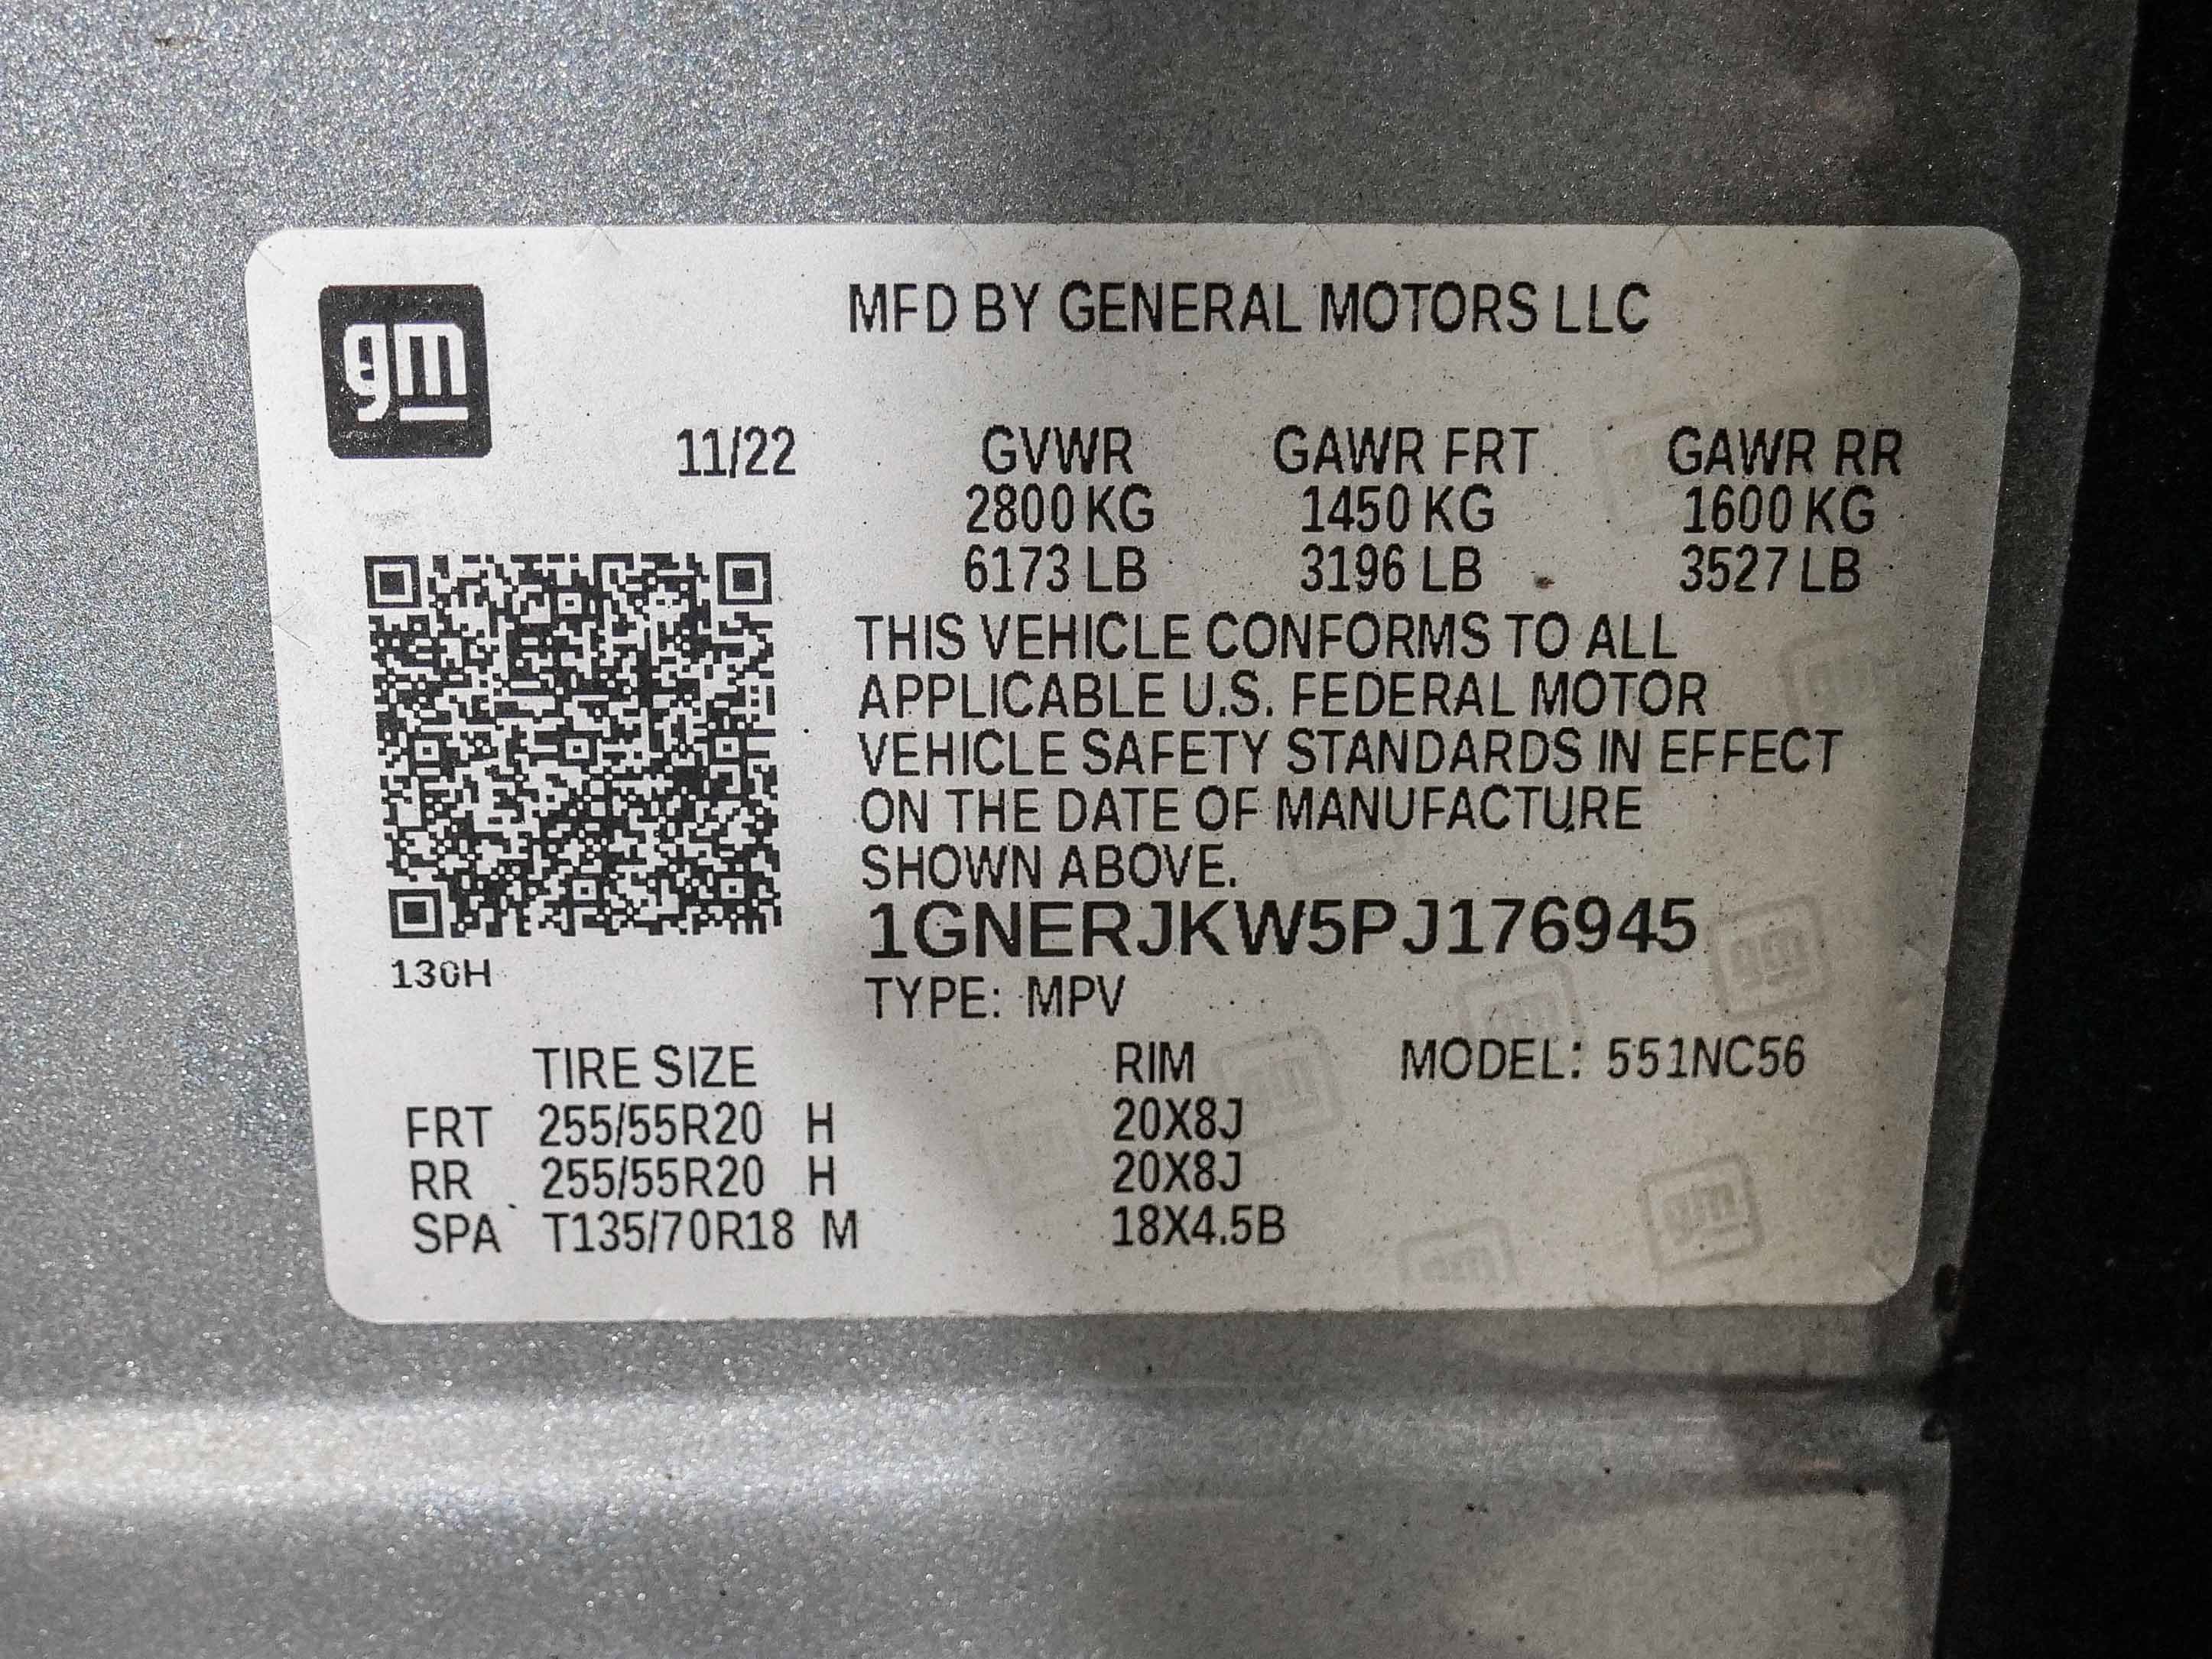 gm
MFD BY GENERAL MOTORS LLC
11/22 GVWR GAWR FRT GAWR RR
2800 KG 1450 KG 1600 KG
6173 LB 3196 LB 3527 LB
THIS VEHICLE CONFORMS TO ALL
APPLICABLE U.S. FEDERAL MOTOR
VEHICLE SAFETY STANDARDS IN EFFECT
ON THE DATE OF MANUFACTURE
SHOWN ABOVE.
1GNERJKW5PJ176945
130H
TYPE: MPV
TIRE SIZE RIM MODEL: 551NC56
FRT 255/55R20 H 20X8J
RR 255/55R20 H 20X8J
SPA T135/70R18 M 18X4.5B